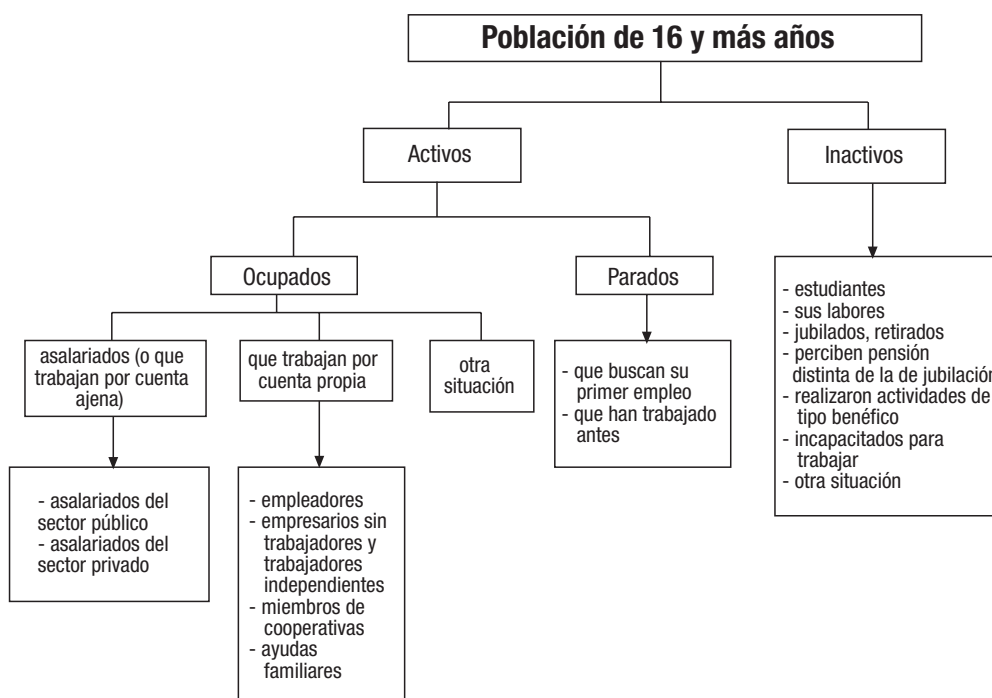 Población de 16 y más años
Activos
Inactivos
Ocupados
Parados
- estudiantes
- sus labores
- jubilados, retirados
- perciben pensión
distinta de la de jubilación
- realizaron actividades de
tipo benéfico
- incapacitados para
trabajar
- otra situación
asalariados (o que
trabajan por cuenta
ajena)
que trabajan por
cuenta propia
otra
situación
- que buscan su
primer empleo
- que han trabajado
antes
- asalariados del
sector público
- asalariados del
sector privado
- empleadores
- empresarios sin
trabajadores y
trabajadores
independientes
- miembros de
cooperativas
- ayudas
familiares